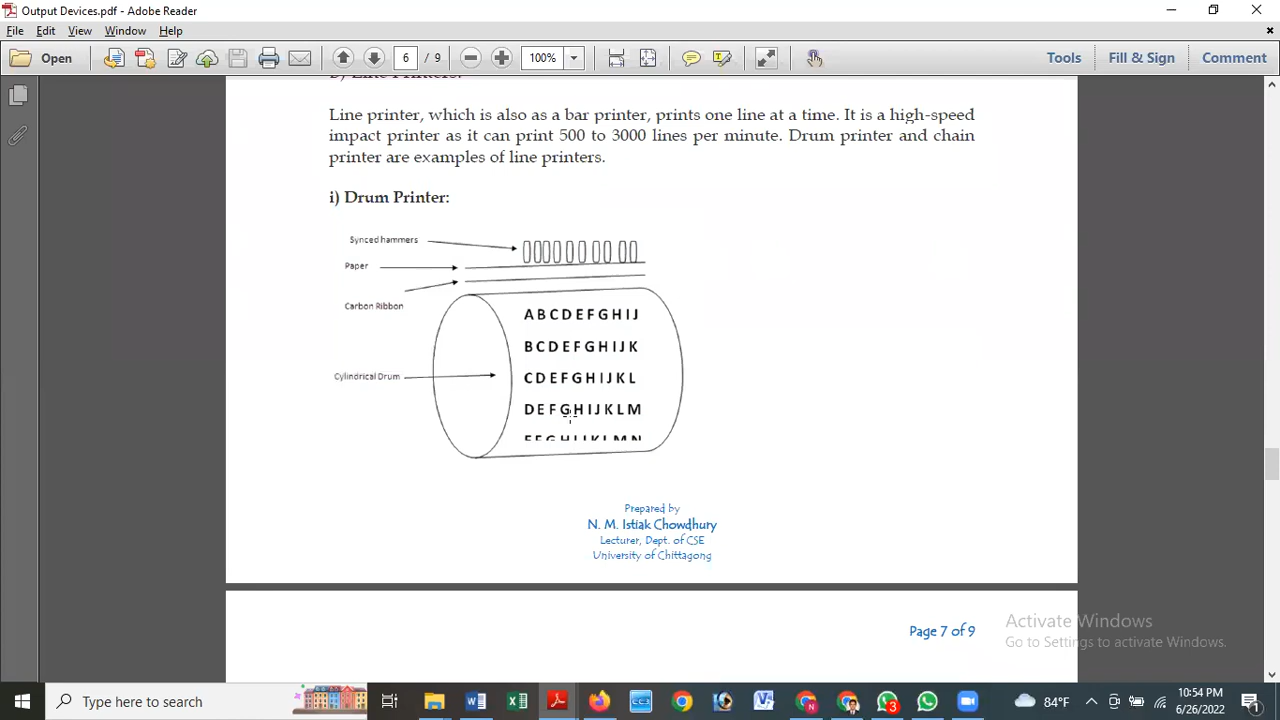 Output Devices.pdf - Adobe Reader
File Edit View Window Help
Open 6 / 9 100% Tools Fill & Sign Comment
b) Line Printers:
Line printer, which is also as a bar printer, prints one line at a time. It is a high-speed
impact printer as it can print 500 to 3000 lines per minute. Drum printer and chain
printer are examples of line printers.
i) Drum Printer:
Synced hammers
Paper
Carbon Ribbon
Cylindrical Drum
A B C D E F G H I J
B C D E F G H I J K
C D E F G H I J K L
D E F G H I J K L M
E F G H I J K L M N
Prepared by
N. M. Istiak Chowdhury
Lecturer, Dept. of CSE
University of Chittagong
Page 7 of 9
Activate Windows
Go to Settings to activate Windows.
Type here to search
3
84°F
10:54 PM
6/26/2022
1